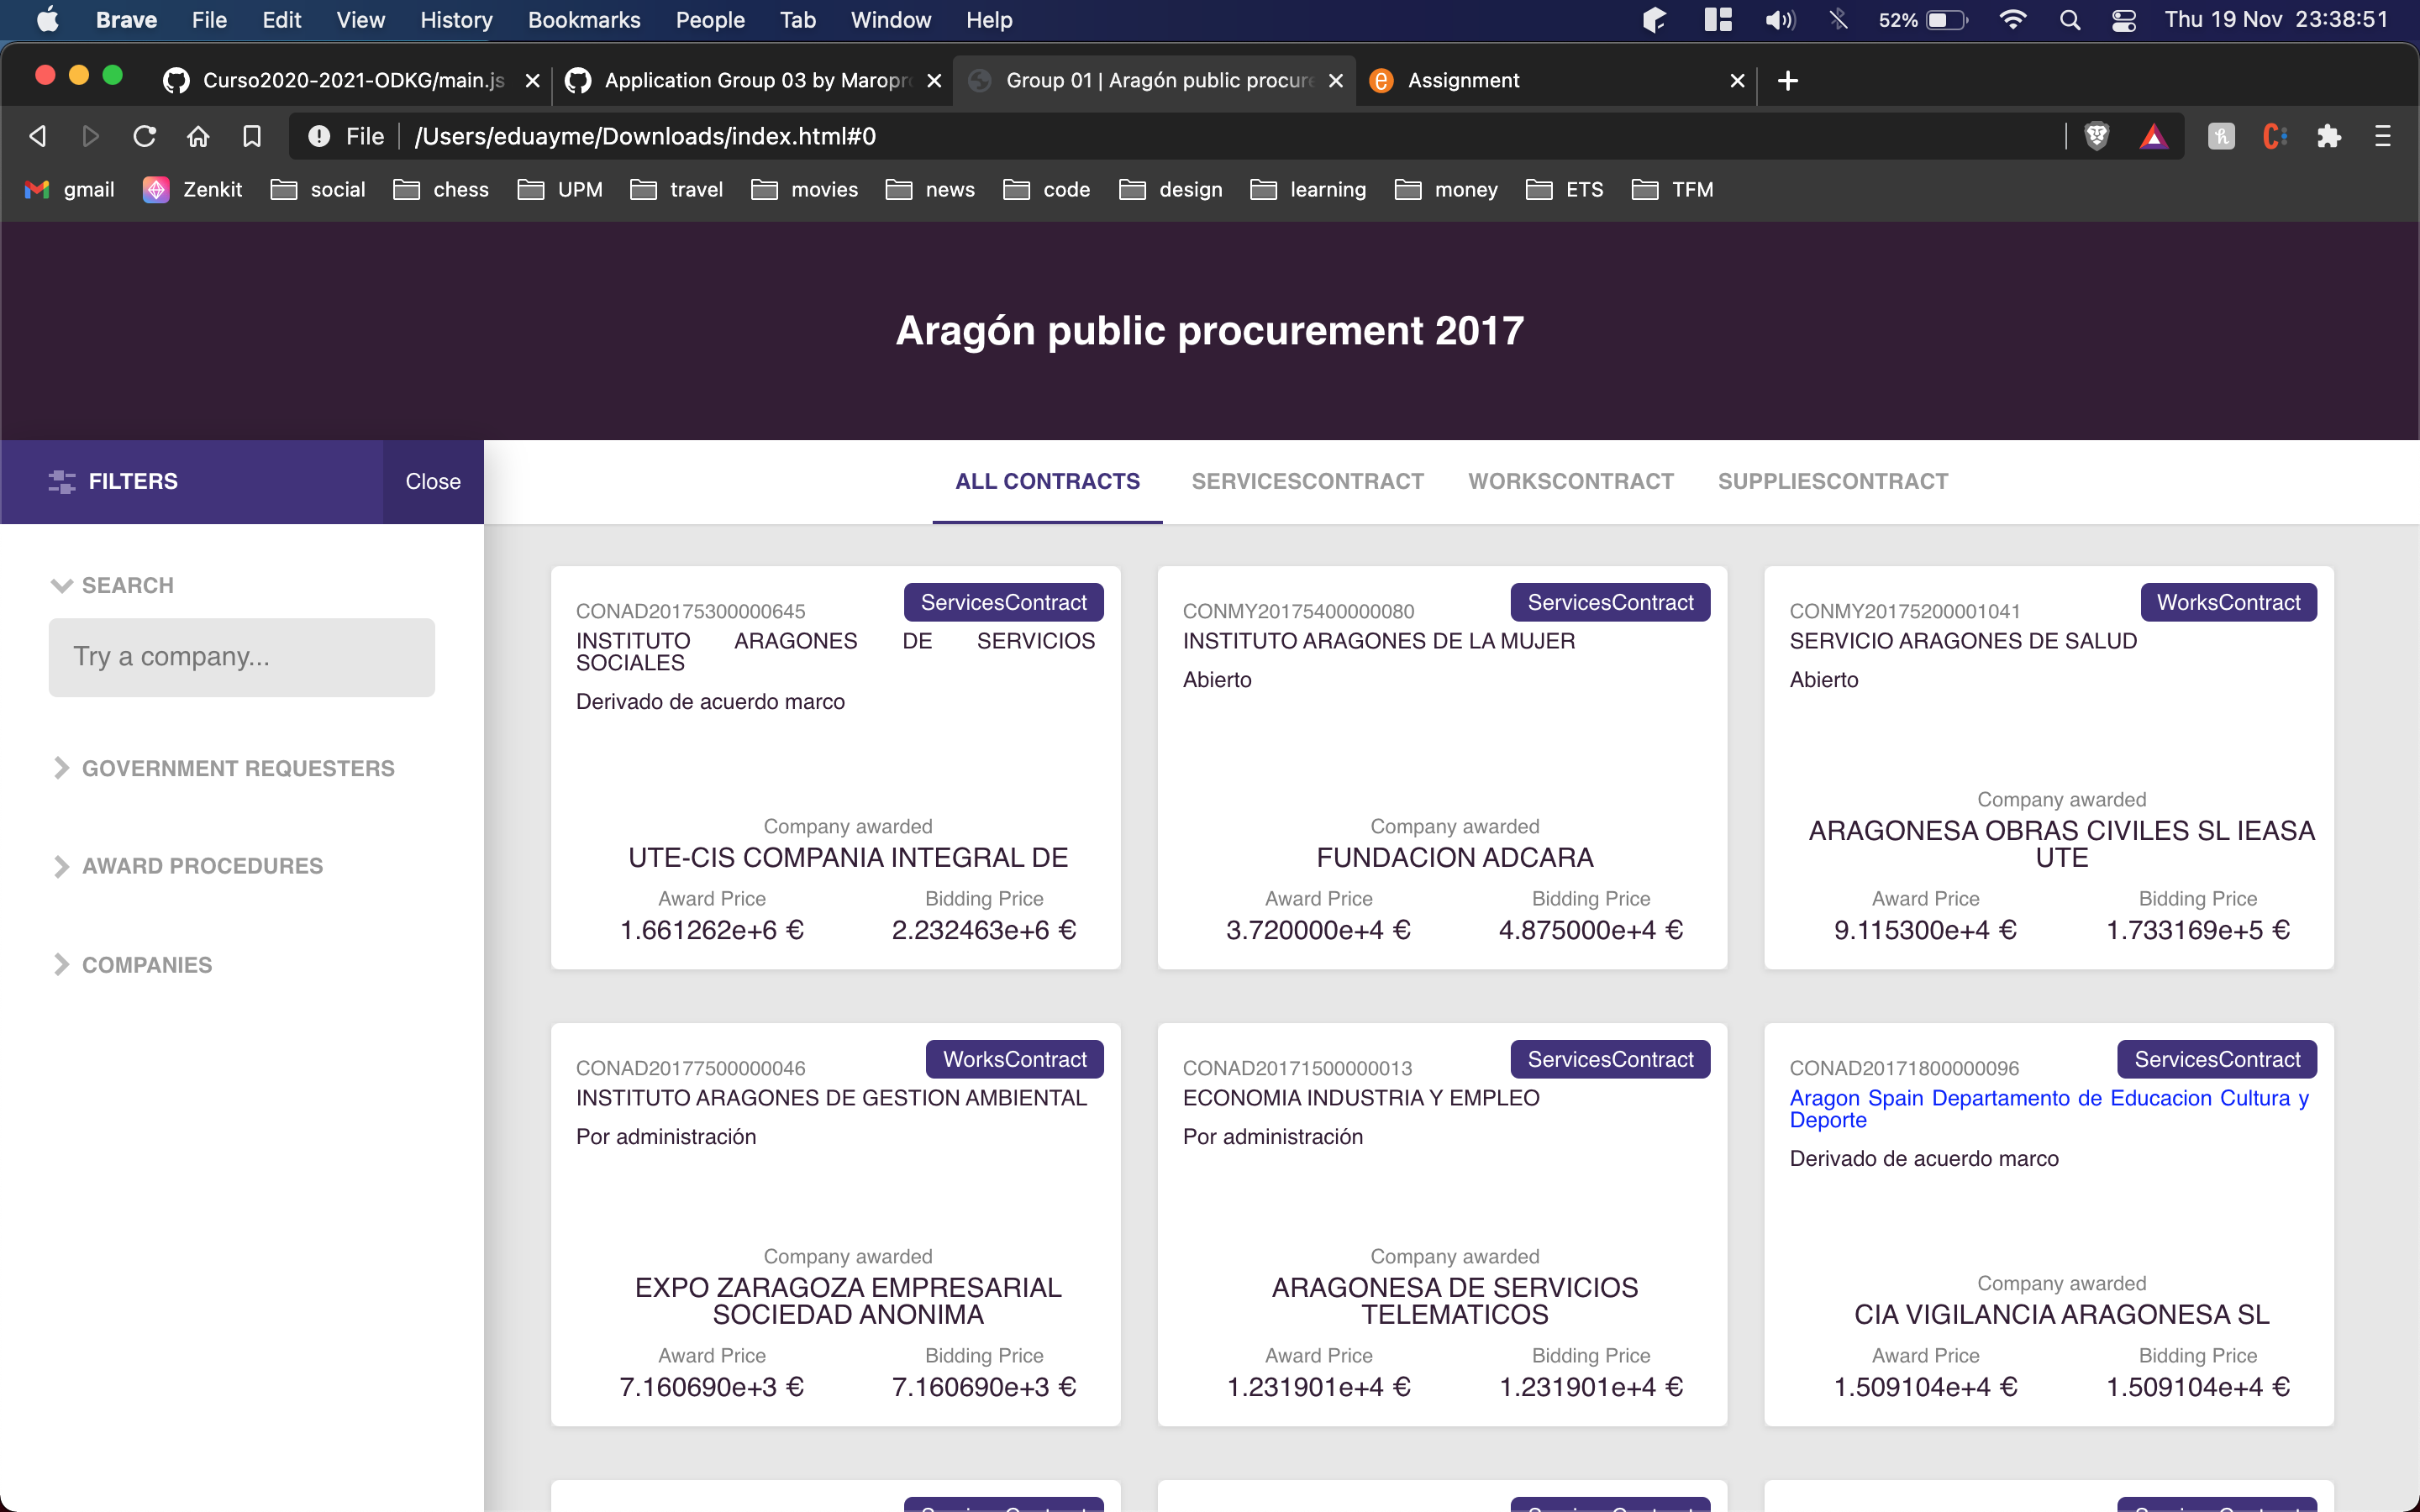 Brave File Edit View History Bookmarks People Tab Window Help 52% Thu 19 Nov 23:38:51
Curso2020-2021-ODKG/main.js Application Group 03 by Maropro Group 01 | Aragón public procure Assignment
File /Users/eduayme/Downloads/index.html#0
gmail Zenkit social chess UPM travel movies news code design learning money ETS TFM
Aragón public procurement 2017
FILTERS Close ALL CONTRACTS SERVICESCONTRACT WORKSCONTRACT SUPPLIESCONTRACT
SEARCH
Try a company...
GOVERNMENT REQUESTERS
AWARD PROCEDURES
COMPANIES
ServicesContract
CONAD20175300000645
INSTITUTO ARAGONES DE SERVICIOS
SOCIALES
Derivado de acuerdo marco
Company awarded
UTE-CIS COMPANIA INTEGRAL DE
Award Price Bidding Price
1.661262e+6 € 2.232463e+6 €
ServicesContract
CONMY20175400000080
INSTITUTO ARAGONES DE LA MUJER
Abierto
Company awarded
FUNDACION ADCARA
Award Price Bidding Price
3.720000e+4 € 4.875000e+4 €
WorksContract
CONMY20175200001041
SERVICIO ARAGONES DE SALUD
Abierto
Company awarded
ARAGONESA OBRAS CIVILES SL IEASA
UTE
Award Price Bidding Price
9.115300e+4 € 1.733169e+5 €
WorksContract
CONAD20177500000046
INSTITUTO ARAGONES DE GESTION AMBIENTAL
Por administración
Company awarded
EXPO ZARAGOZA EMPRESARIAL
SOCIEDAD ANONIMA
Award Price Bidding Price
7.160690e+3 € 7.160690e+3 €
ServicesContract
CONAD20171500000013
ECONOMIA INDUSTRIA Y EMPLEO
Por administración
Company awarded
ARAGONESA DE SERVICIOS
TELEMATICOS
Award Price Bidding Price
1.231901e+4 € 1.231901e+4 €
ServicesContract
CONAD20171800000096
Aragon Spain Departamento de Educacion Cultura y
Deporte
Derivado de acuerdo marco
Company awarded
CIA VIGILANCIA ARAGONESA SL
Award Price Bidding Price
1.509104e+4 € 1.509104e+4 €